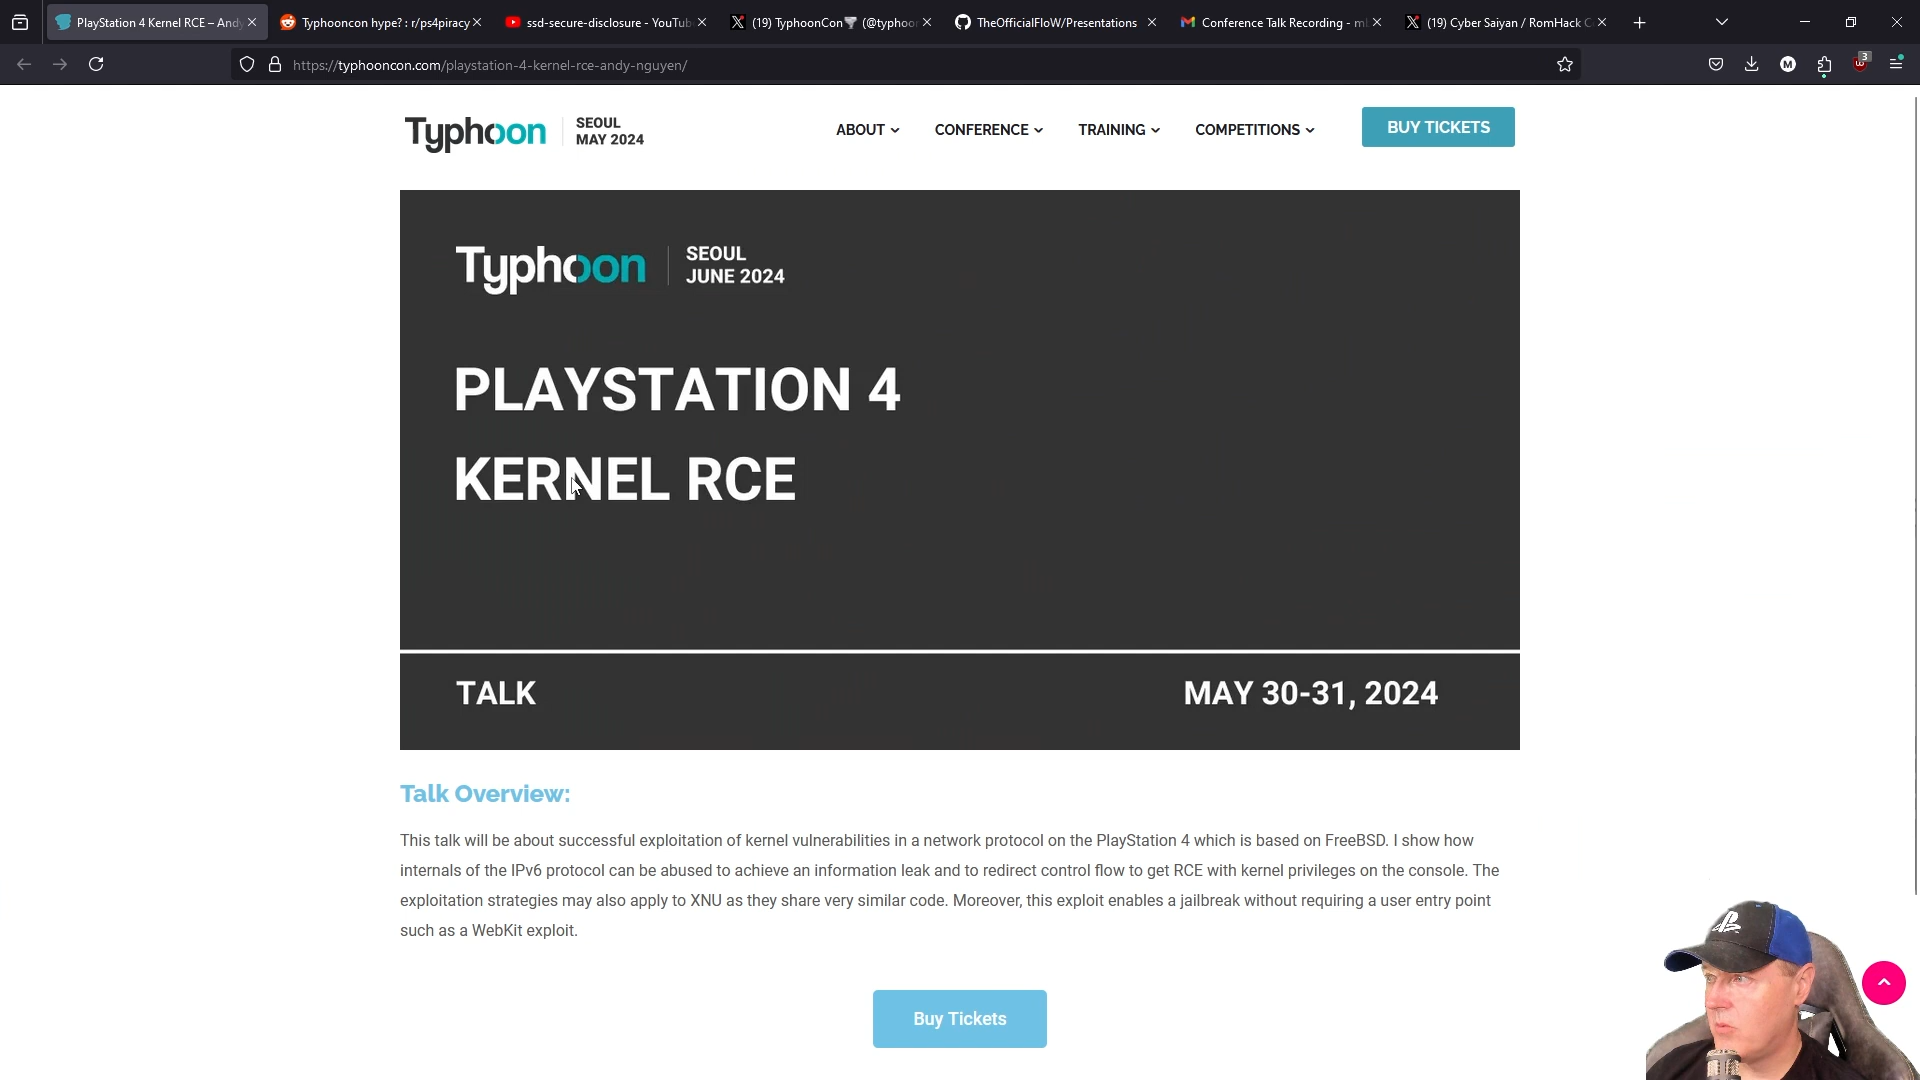 PlayStation 4 Kernel RCE – Andy
Typhooncon hype? : r/ps4piracy
ssd-secure-disclosure - YouTub
(19) TyphoonCon (@typhoon
TheOfficialFloW/Presentations
Conference Talk Recording - m
(19) Cyber Saiyan / RomHack C
https://typhooncon.com/playstation-4-kernel-rce-andy-nguyen/
M
3
Typhoon
SEOUL
MAY 2024
ABOUT
CONFERENCE
TRAINING
COMPETITIONS
BUY TICKETS
Typhoon
SEOUL
JUNE 2024
PLAYSTATION 4
KERNEL RCE
TALK
MAY 30-31, 2024
Talk Overview:
This talk will be about successful exploitation of kernel vulnerabilities in a network protocol on the PlayStation 4 which is based on FreeBSD. I show how
internals of the IPv6 protocol can be abused to achieve an information leak and to redirect control flow to get RCE with kernel privileges on the console. The
exploitation strategies may also apply to XNU as they share very similar code. Moreover, this exploit enables a jailbreak without requiring a user entry point
such as a WebKit exploit.
Buy Tickets